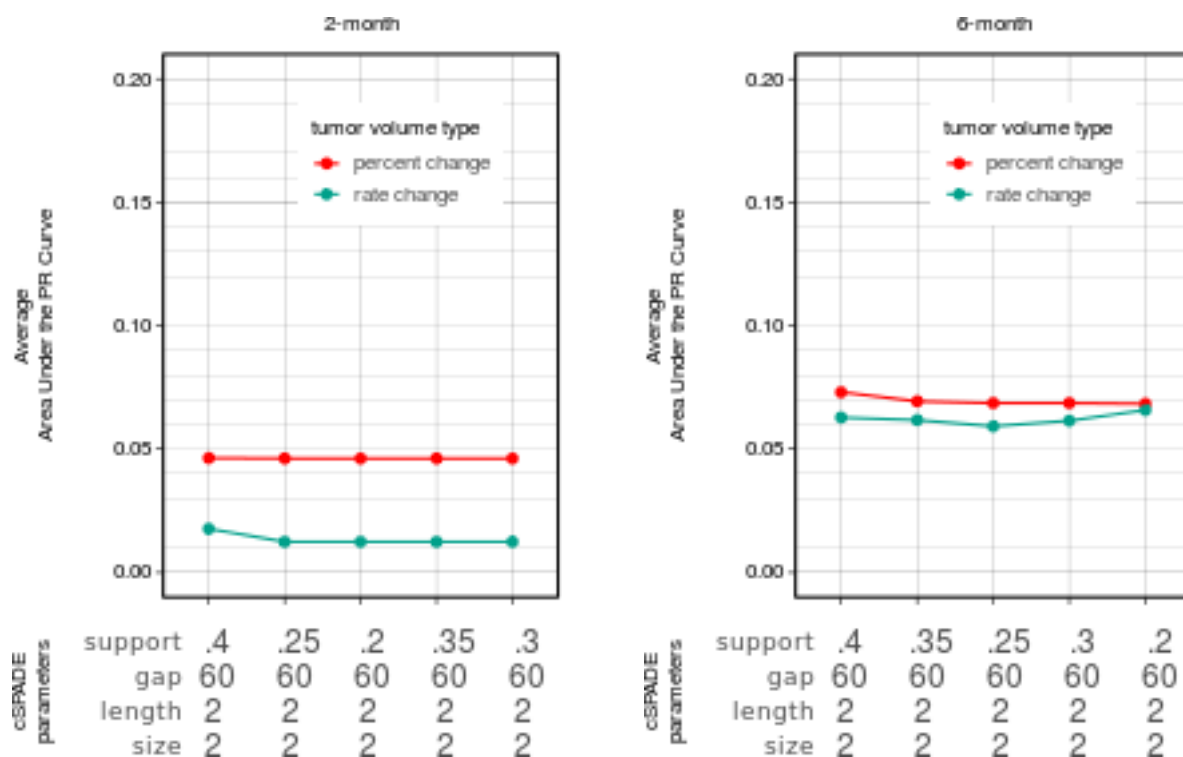 2-month
0.20
0.15
0.10
0.05
0.00
Average
Area Under the PR Curve
tumor volume type
percent change
rate change
support .4 .25 .2 .35 .3
gap 60 60 60 60 60
length 2 2 2 2 2
size 2 2 2 2 2
cSPADE
parameters
6-month
0.20
0.15
0.10
0.05
0.00
Average
Area Under the PR Curve
tumor volume type
percent change
rate change
support .4 .35 .25 .3 .2
gap 60 60 60 60 60
length 2 2 2 2 2
size 2 2 2 2 2
cSPADE
parameters